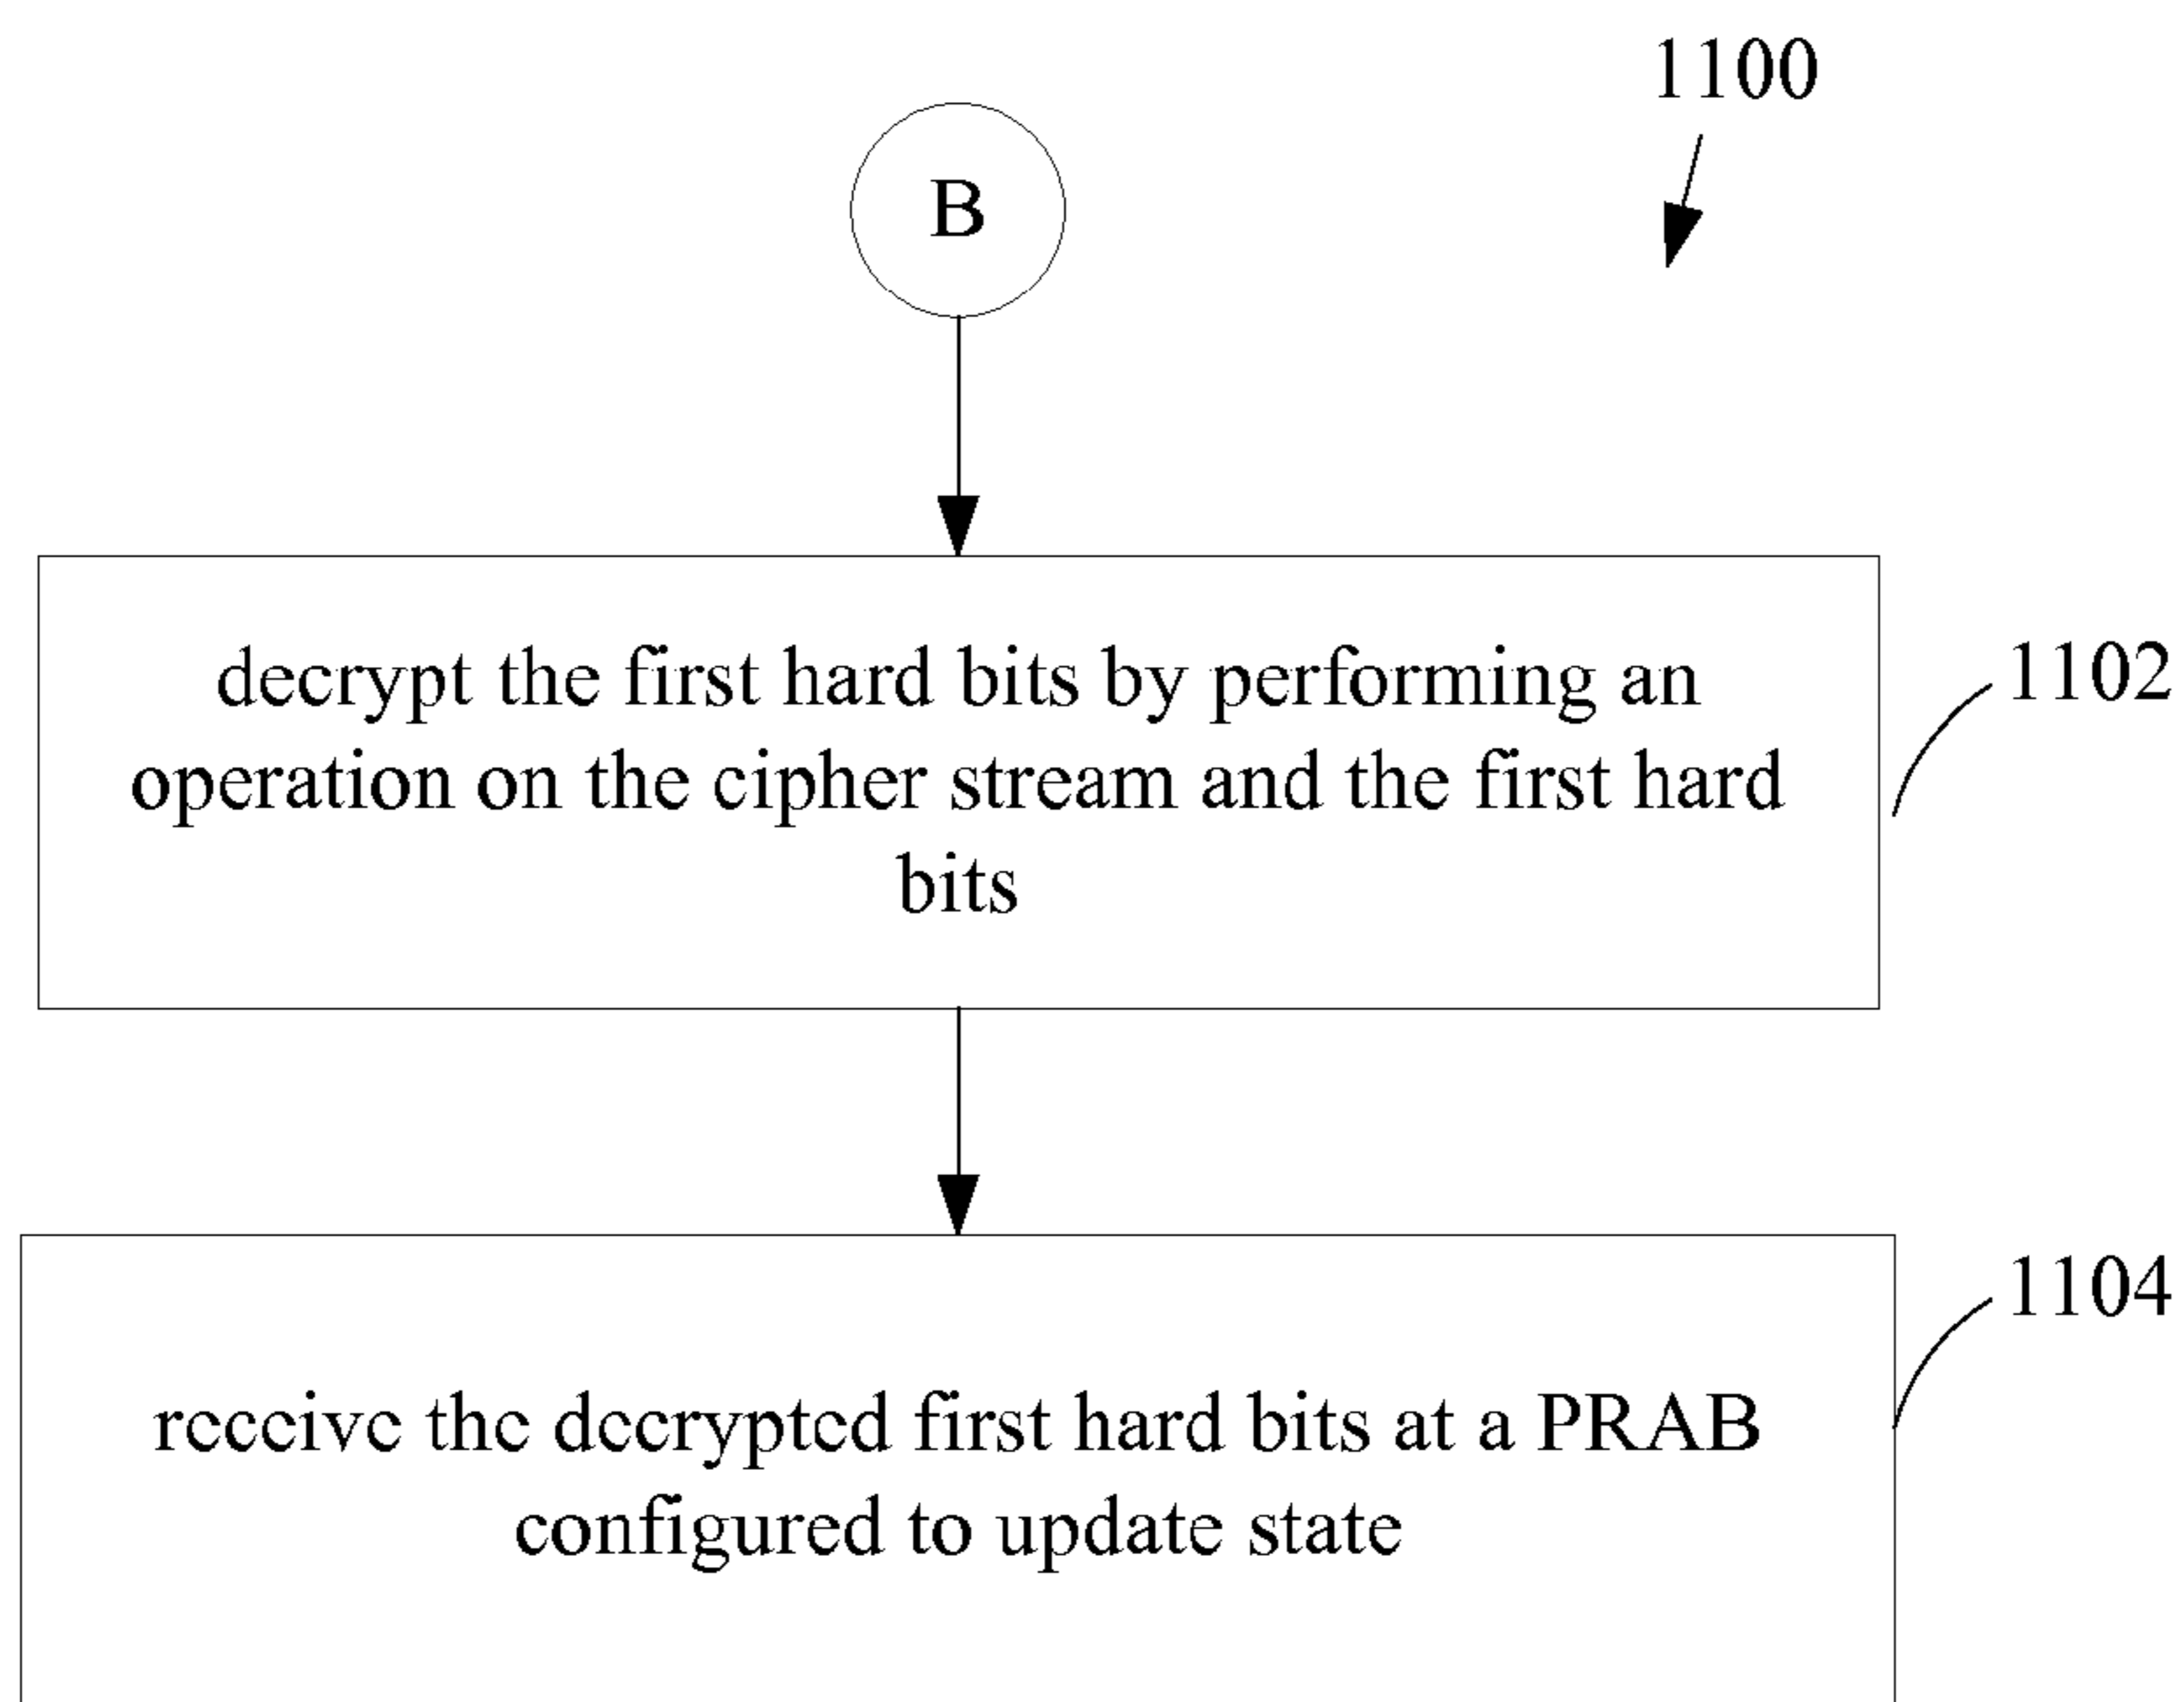 1100
B
decrypt the first hard bits by performing an
operation on the cipher stream and the first hard
bits
1102
1104
receive the decrypted first hard bits at a PRAB
configured to update state